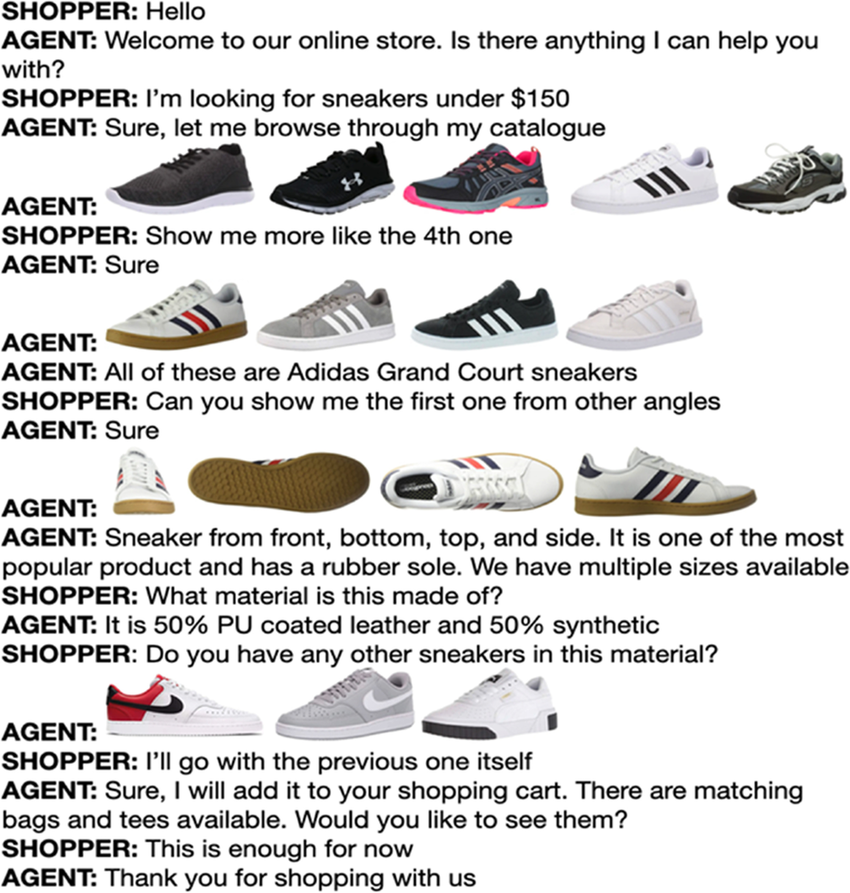 SHOPPER: Hello
AGENT: Welcome to our online store. Is there anything I can help you
with?
SHOPPER: I’m looking for sneakers under $150
AGENT: Sure, let me browse through my catalogue
AGENT:
SHOPPER: Show me more like the 4th one
AGENT: Sure
AGENT:
AGENT: All of these are Adidas Grand Court sneakers
SHOPPER: Can you show me the first one from other angles
AGENT: Sure
AGENT:
AGENT: Sneaker from front, bottom, top, and side. It is one of the most
popular product and has a rubber sole. We have multiple sizes available
SHOPPER: What material is this made of?
AGENT: It is 50% PU coated leather and 50% synthetic
SHOPPER: Do you have any other sneakers in this material?
AGENT:
SHOPPER: I’ll go with the previous one itself
AGENT: Sure, I will add it to your shopping cart. There are matching
bags and tees available. Would you like to see them?
SHOPPER: This is enough for now
AGENT: Thank you for shopping with us